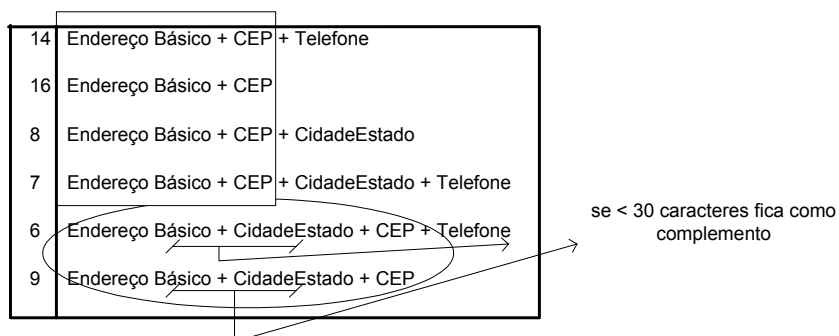 14 Endereço Básico + CEP + Telefone
16 Endereço Básico + CEP
8 Endereço Básico + CEP + CidadeEstado
7 Endereço Básico + CEP + CidadeEstado + Telefone
6 Endereço Básico + CidadeEstado + CEP + Telefone
9 Endereço Básico + CidadeEstado + CEP
se < 30 caracteres fica como
complemento